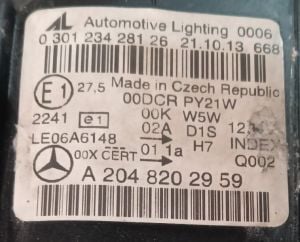 AL Automotive Lighting 0006
0 301 234 281 26 21.10.13 668
E1 27,5 Made in Czech Republic
00DCR PY21W
2241 e1 00K W5W
LE06A6148 02A D1S
00X CERT 01 1a H7 INDEX
Q002
A 204 820 29 59